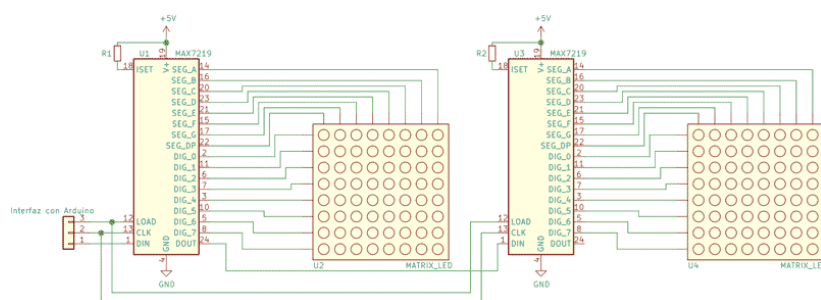 +5V
R1
U1
MAX7219
19
V+
18
ISET
SEG_A
14
SEG_B
16
SEG_C
20
SEG_D
23
SEG_E
21
SEG_F
15
SEG_G
17
SEG_DP
22
DIG_0
2
DIG_1
11
DIG_2
6
DIG_3
7
DIG_4
3
DIG_5
10
DIG_6
5
DIG_7
8
DOUT
24
12
LOAD
13
CLK
1
DIN
GND
4
GND
Interfaz con Arduino
3
2
1
U2
MATRIX_LED
+5V
R2
U3
MAX7219
19
V+
18
ISET
SEG_A
14
SEG_B
16
SEG_C
20
SEG_D
23
SEG_E
21
SEG_F
15
SEG_G
17
SEG_DP
22
DIG_0
2
DIG_1
11
DIG_2
6
DIG_3
7
DIG_4
3
DIG_5
10
DIG_6
5
DIG_7
8
DOUT
24
12
LOAD
13
CLK
1
DIN
GND
4
GND
U4
MATRIX_LE